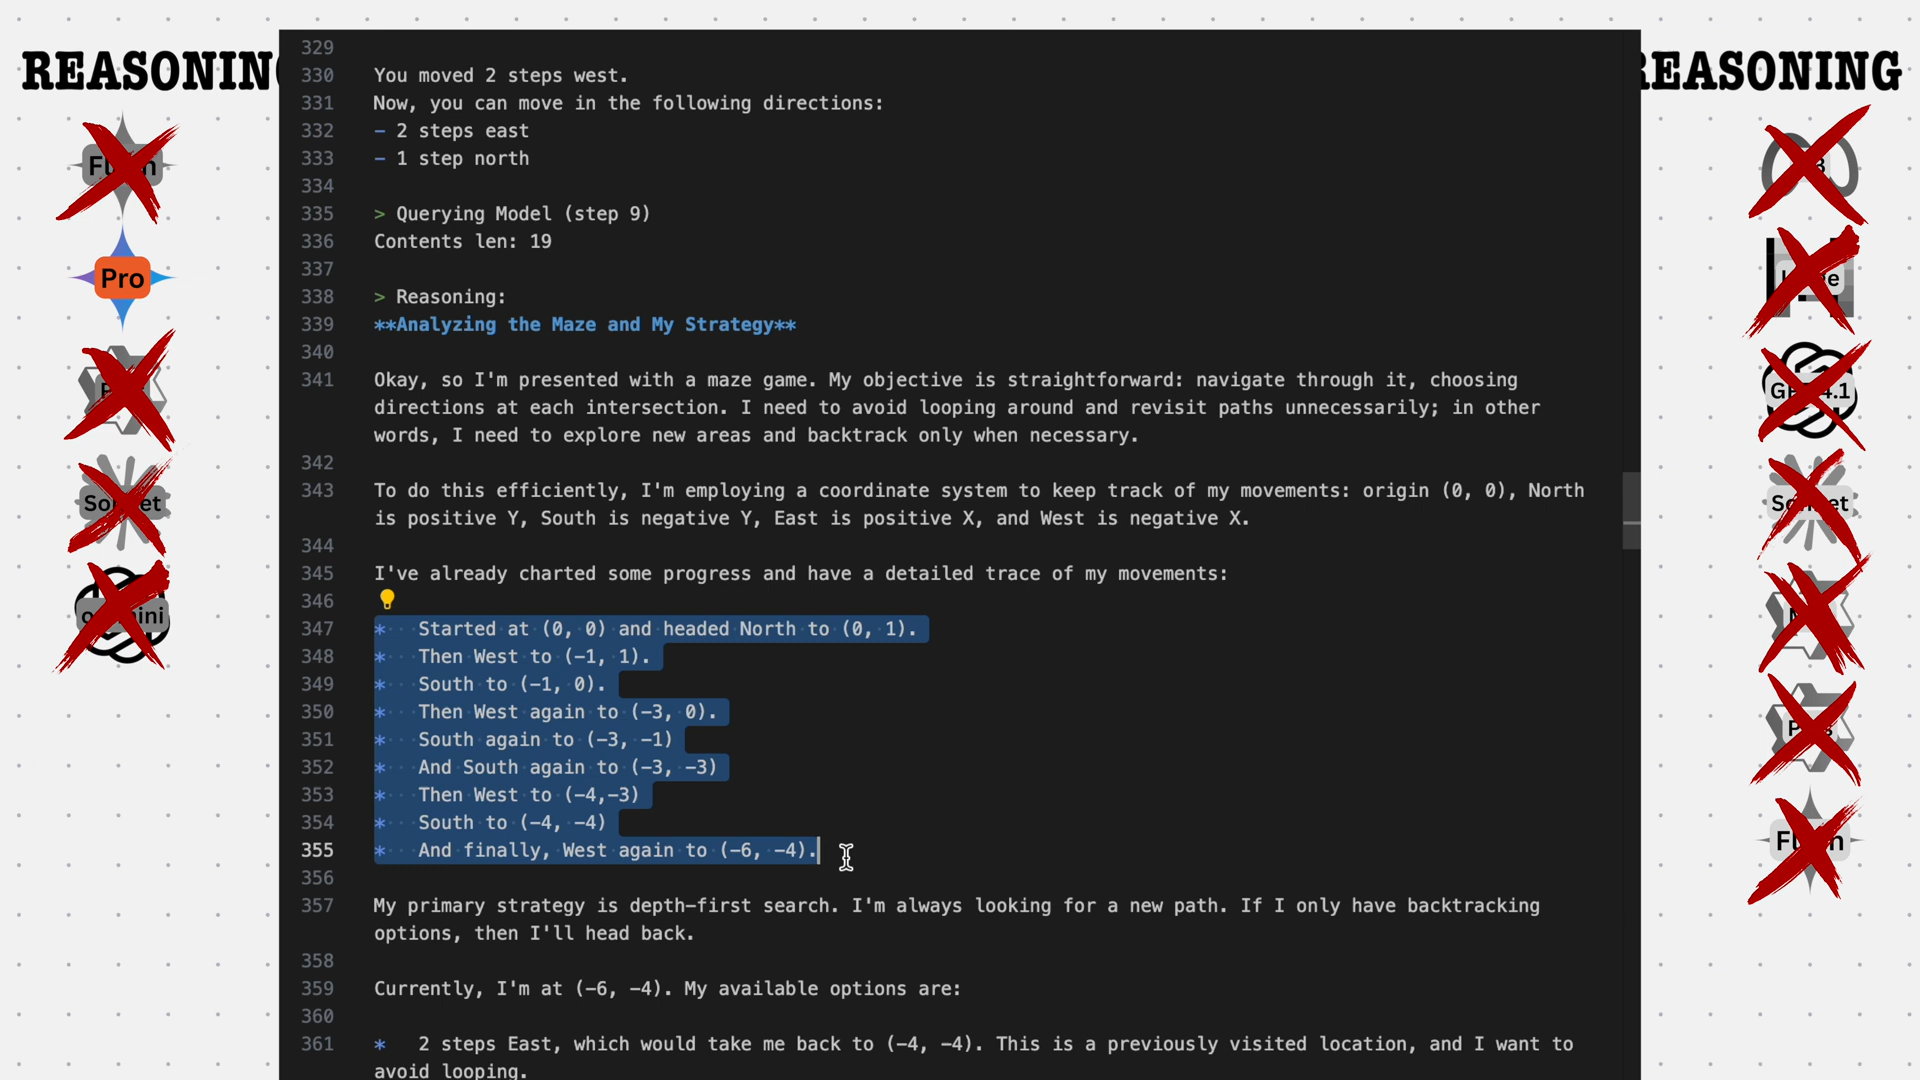 REASONING
REASONING
Pro
329
330 You moved 2 steps west.
331 Now, you can move in the following directions:
332 - 2 steps east
333 - 1 step north
334
335 > Querying Model (step 9)
336 Contents len: 19
337
338 > Reasoning:
339 **Analyzing the Maze and My Strategy**
340
341 Okay, so I'm presented with a maze game. My objective is straightforward: navigate through it, choosing
directions at each intersection. I need to avoid looping around and revisit paths unnecessarily; in other
words, I need to explore new areas and backtrack only when necessary.
342
343 To do this efficiently, I'm employing a coordinate system to keep track of my movements: origin (0, 0), North
is positive Y, South is negative Y, East is positive X, and West is negative X.
344
345 I've already charted some progress and have a detailed trace of my movements:
346
347 * Started at (0, 0) and headed North to (0, 1).
348 * Then West to (-1, 1).
349 * South to (-1, 0).
350 * Then West again to (-3, 0).
351 * South again to (-3, -1)
352 * And South again to (-3, -3)
353 * Then West to (-4,-3)
354 * South to (-4, -4)
355 * And finally, West again to (-6, -4).
356
357 My primary strategy is depth-first search. I'm always looking for a new path. If I only have backtracking
options, then I'll head back.
358
359 Currently, I'm at (-6, -4). My available options are:
360
361 * 2 steps East, which would take me back to (-4, -4). This is a previously visited location, and I want to
avoid looping.